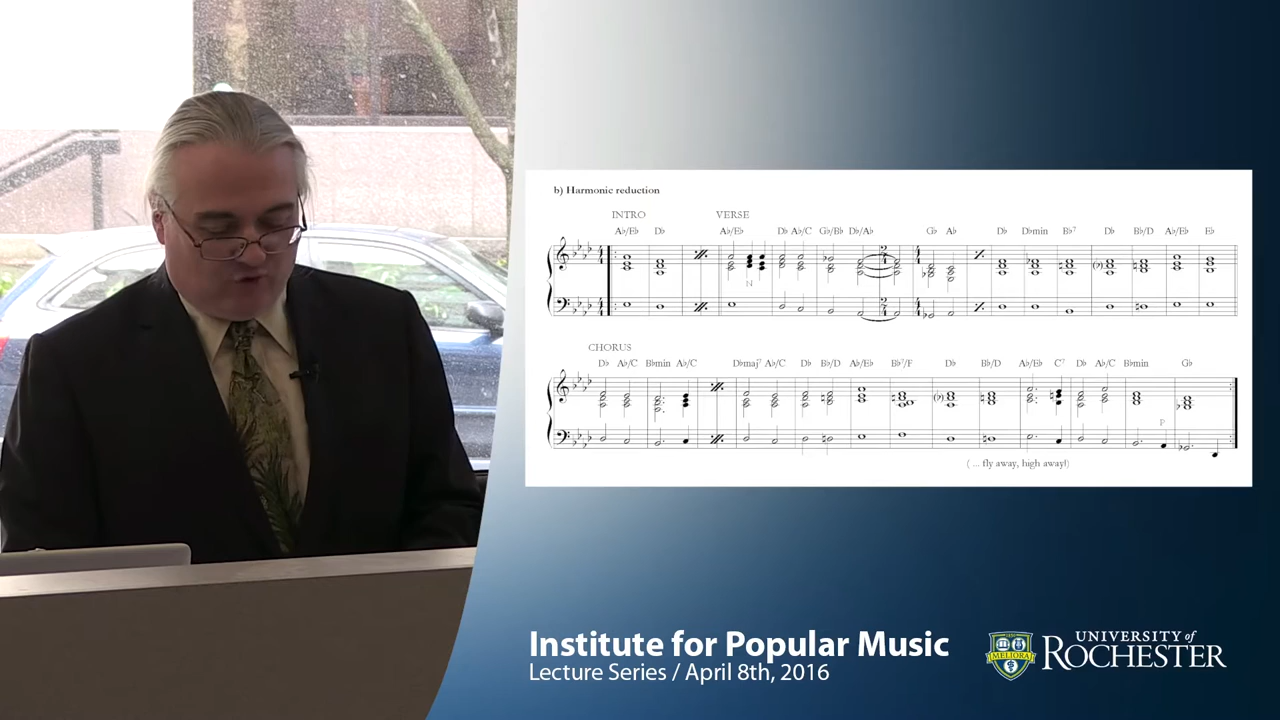 b) Harmonic reduction
INTRO VERSE
A♭/E♭ D♭ A♭/E♭ D♭ A♭/C G♭/B♭ D♭/A♭ G♭ A♭ D♭ D♭min B♭7 D♭ B♭/D A♭/E♭ E♭
N
CHORUS
D♭ A♭/C B♭min A♭/C D♭maj7 A♭/C D♭ B♭/D A♭/E♭ B♭7/F D♭ B♭/D A♭/E♭ C7 D♭ A♭/C B♭min G♭
P
( ... fly away, high away!)
Institute for Popular Music
Lecture Series / April 8th, 2016
MELIORA
UNIVERSITY of
ROCHESTER